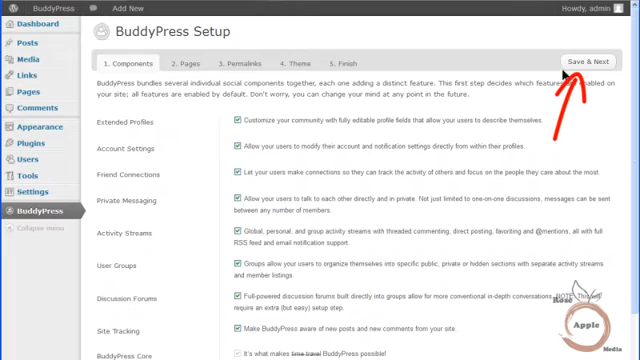 BuddyPress Add New Howdy, admin
Dashboard
Posts
Media
Links
Pages
Comments
Appearance
Plugins
Users
Tools
Settings
BuddyPress
Collapse menu
BuddyPress Setup
1. Components 2. Pages 3. Permalinks 4. Theme 5. Finish Save & Next
BuddyPress bundles several individual social components together, each one adding a distinct feature. This first step decides which features are enabled on
your site; all features are enabled by default. Don't worry, you can change your mind at any point in the future.
Extended Profiles Customize your community with fully editable profile fields that allow your users to describe themselves.
Account Settings Allow your users to modify their account and notification settings directly from within their profiles.
Friend Connections Let your users make connections so they can track the activity of others and focus on the people they care about the most.
Private Messaging Allow your users to talk to each other directly and in private. Not just limited to one-on-one discussions, messages can be sent
between any number of members.
Activity Streams Global, personal, and group activity streams with threaded commenting, direct posting, favoriting and @mentions, all with full
RSS feed and email notification support
User Groups Groups allow your users to organize themselves into specific public, private or hidden sections with separate activity streams
and member listings.
Discussion Forums Full-powered discussion forums built directly into groups allow for more conventional in-depth conversations. NOTE: This will
require an extra (but easy) setup step.
Site Tracking Make BuddyPress aware of new posts and new comments from your site.
BuddyPress Core It's what makes time travel BuddyPress possible!
Rose
Apple
Media